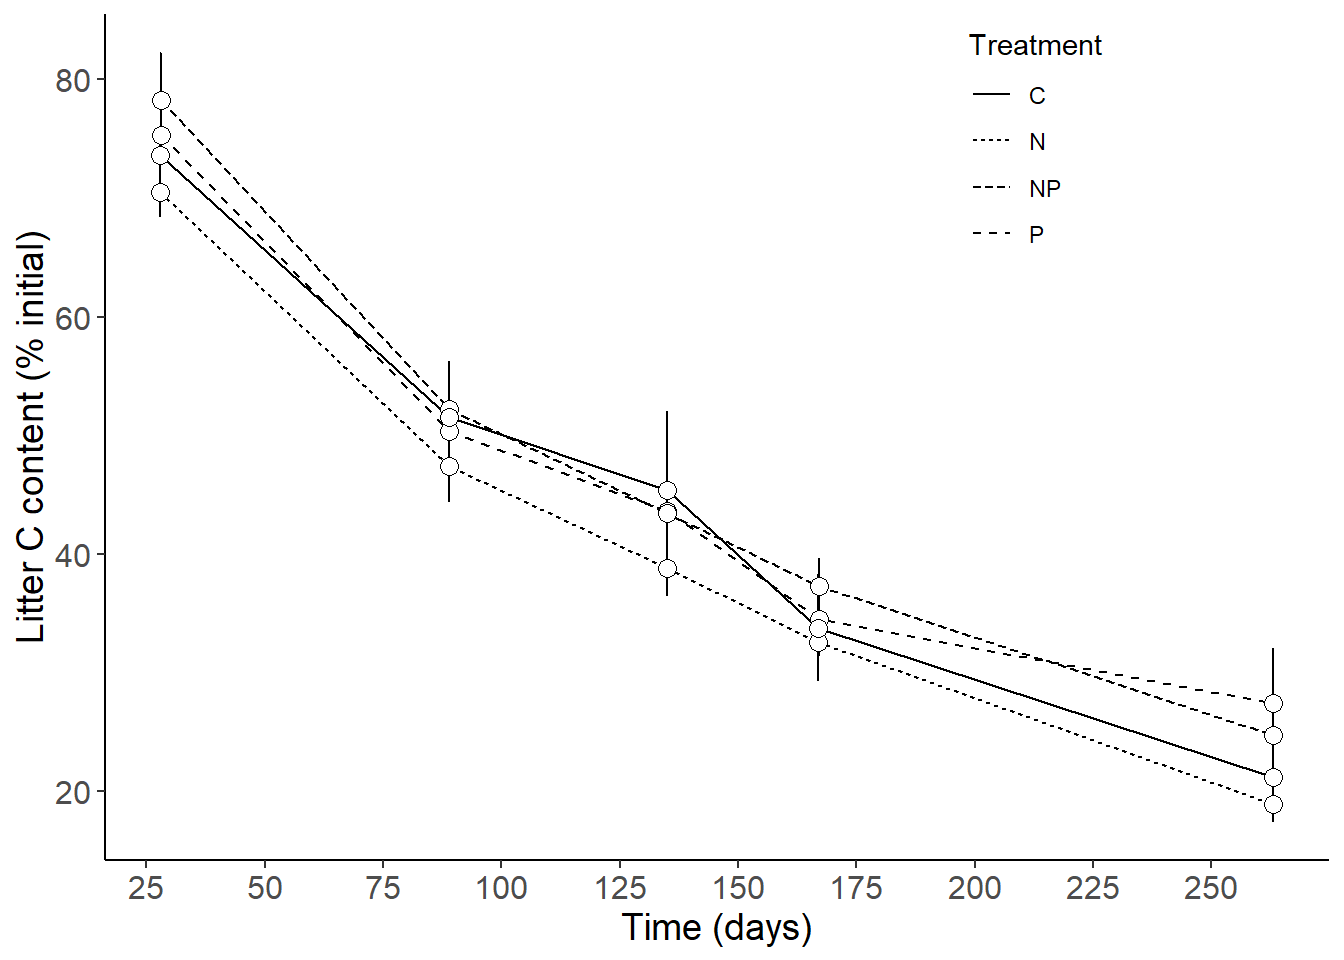 Treatment
C
N
NP
P
Litter C content (% initial)
80
60
40
20
25 50 75 100 125 150 175 200 225 250
Time (days)